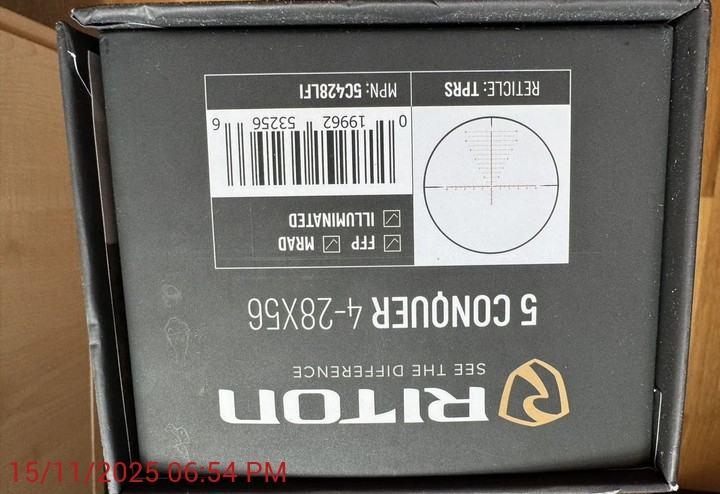 RITON
SEE THE DIFFERENCE
5 CONQUER 4-28X56
FFP MRAD
ILLUMINATED
0 19962 53256 6
RETICLE: TPRS
MPN: 5C428LFI
15/11/2025 06:54 PM